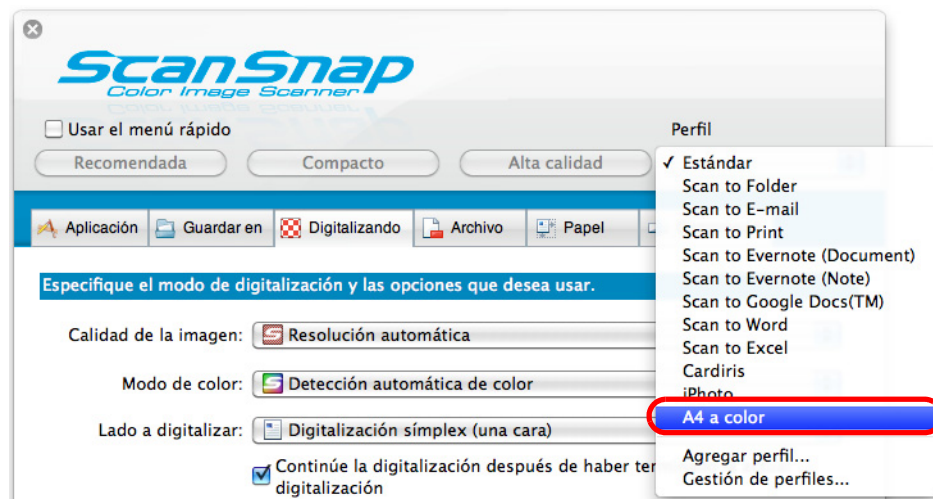 ScanSnap
Color Image Scanner
Usar el menú rápido
Perfil
Recomendada
Compacto
Alta calidad
✓ Estándar
Scan to Folder
Scan to E-mail
Scan to Print
Scan to Evernote (Document)
Scan to Evernote (Note)
Scan to Google Docs(TM)
Scan to Word
Scan to Excel
Cardiris
iPhoto
A4 a color
Agregar perfil...
Gestión de perfiles...
Aplicación
Guardar en
Digitalizando
Archivo
Papel
Especifique el modo de digitalización y las opciones que desea usar.
Calidad de la imagen: Resolución automática
Modo de color: Detección automática de color
Lado a digitalizar: Digitalización símplex (una cara)
Continúe la digitalización después de haber ter
digitalización